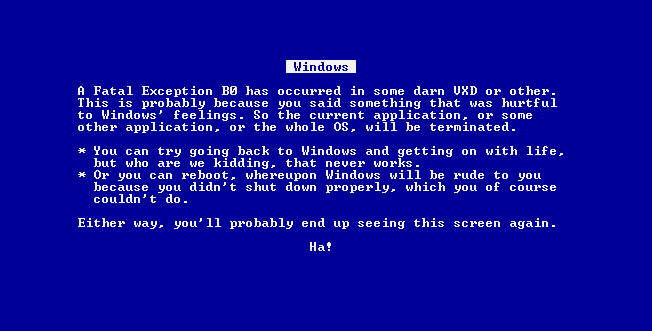 Windows
A Fatal Exception B0 has occurred in some darn VXD or other.
This is probably because you said something that was hurtful
to Windows' feelings. So the current application, or some
other application, or the whole OS, will be terminated.
* You can try going back to Windows and getting on with life,
but who are we kidding, that never works.
* Or you can reboot, whereupon Windows will be rude to you
because you didn't shut down properly, which you of course
couldn't do.
Either way, you'll probably end up seeing this screen again.
Ha!